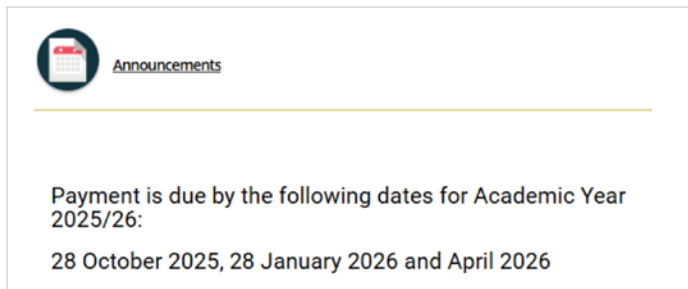 Announcements
Payment is due by the following dates for Academic Year
2025/26:
28 October 2025, 28 January 2026 and April 2026